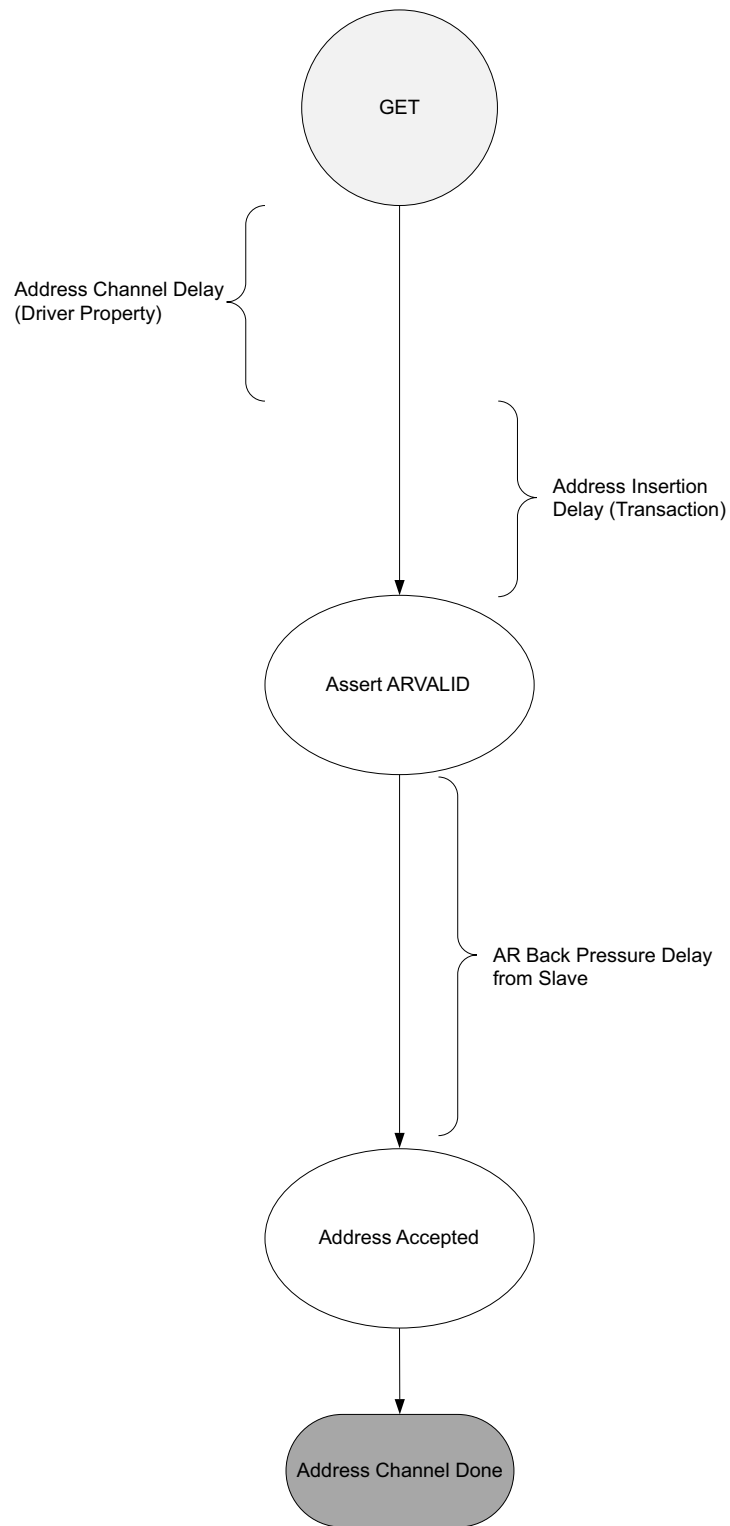 GET
Address Channel Delay
(Driver Property)
Address Insertion
Delay (Transaction)
Assert ARVALID
AR Back Pressure Delay
from Slave
Address Accepted
Address Channel Done